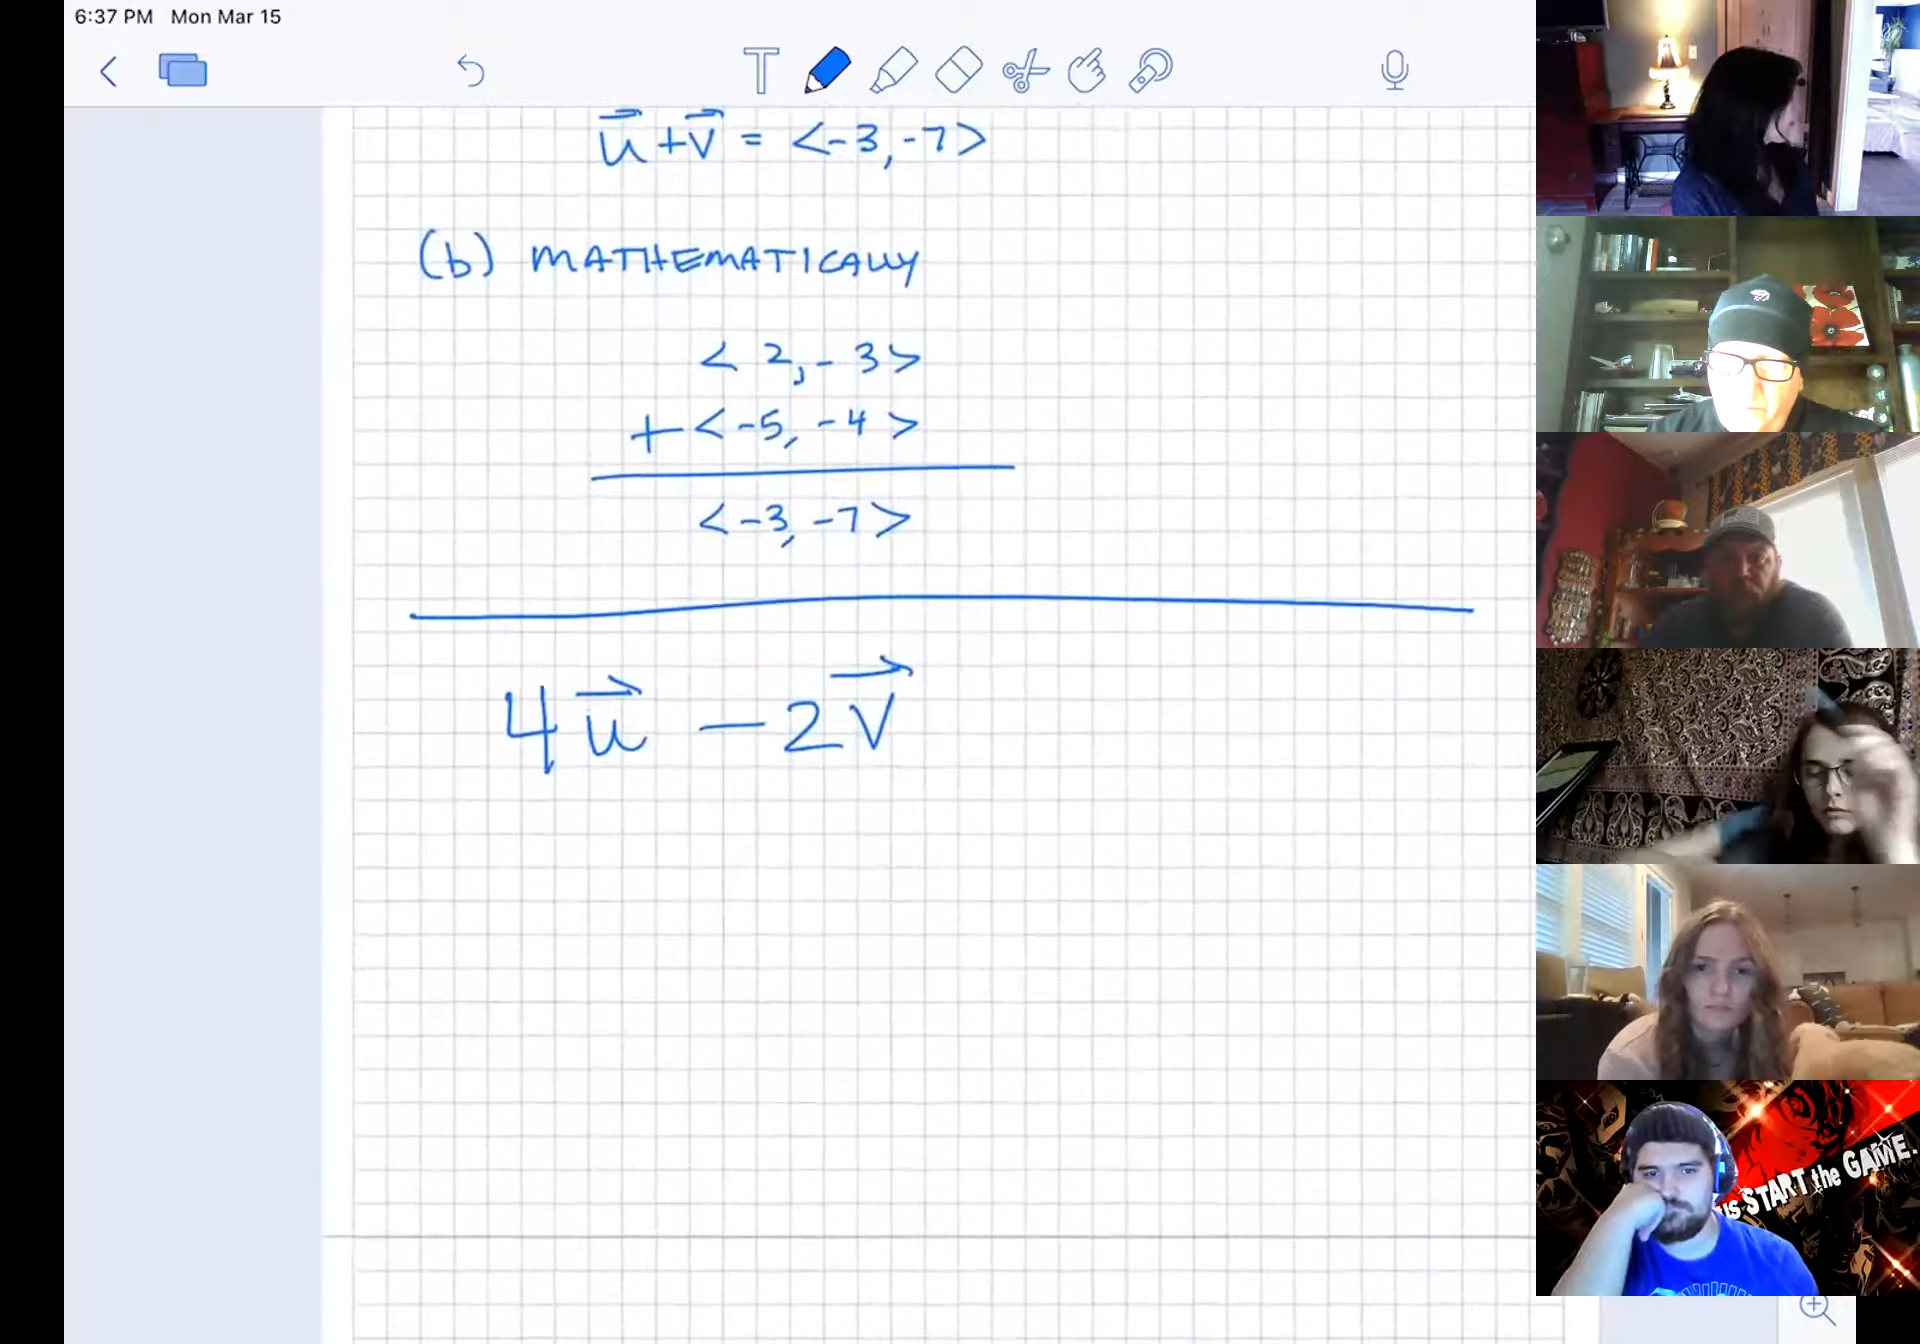 6:37 PM Mon Mar 15
T
u⃗ + v⃗ = <-3, -7>
(b) MATHEMATICALLY
< 2, -3>
+ < -5, -4 >
< -3, -7 >
4u⃗ - 2v⃗
US START the GAME.